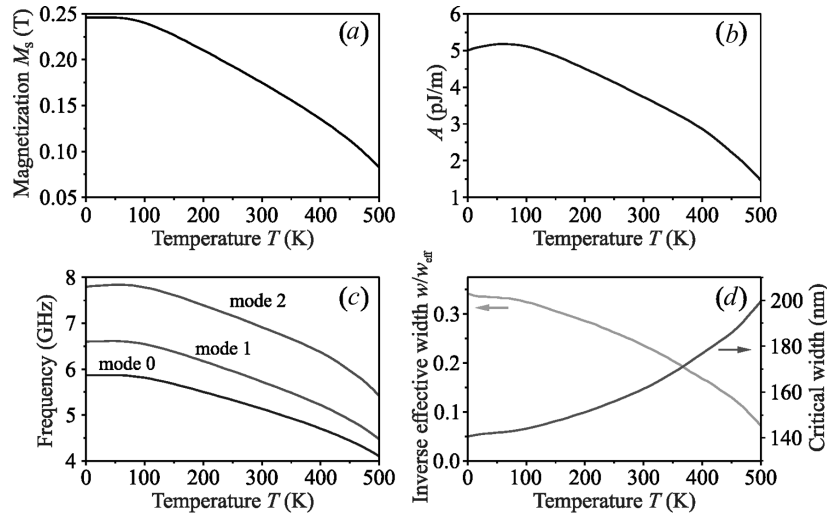 (a)
0.25
0.20
0.15
0.10
0.05
Magnetization Ms (T)
0 100 200 300 400 500
Temperature T (K)
(b)
6
5
4
3
2
1
A (pJ/m)
0 100 200 300 400 500
Temperature T (K)
(c)
8
7
6
5
4
Frequency (GHz)
mode 2
mode 1
mode 0
0 100 200 300 400 500
Temperature T (K)
(d)
0.3
0.2
0.1
0.0
Inverse effective width w/weff
200
180
160
140
Critical width (nm)
0 100 200 300 400 500
Temperature T (K)